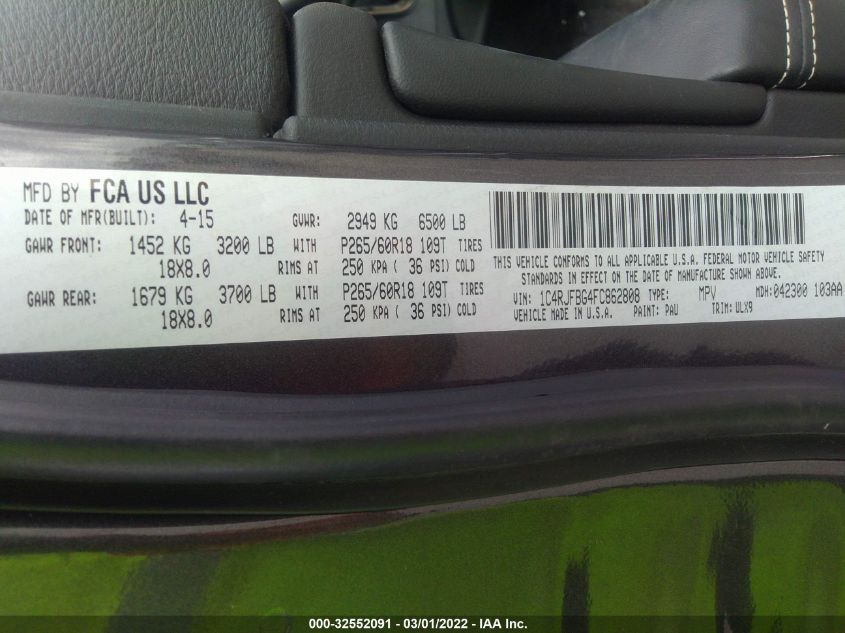 MFD BY FCA US LLC
DATE OF MFR(BUILT): 4-15 GVWR: 2949 KG 6500 LB
GAWR FRONT: 1452 KG 3200 LB WITH P265/60R18 109T TIRES
18X8.0 RIMS AT 250 KPA ( 36 PSI) COLD
GAWR REAR: 1679 KG 3700 LB WITH P265/60R18 109T TIRES
18X8.0 RIMS AT 250 KPA ( 36 PSI) COLD
THIS VEHICLE CONFORMS TO ALL APPLICABLE U.S.A. FEDERAL MOTOR VEHICLE SAFETY
STANDARDS IN EFFECT ON THE DATE OF MANUFACTURE SHOWN ABOVE.
VIN: 1C4RJFBG4FC862808 TYPE: MPV MDH: 042300 103AA
VEHICLE MADE IN U.S.A. PAINT: PAU TRIM: ULX9
000-32552091 - 03/01/2022 - IAA Inc.